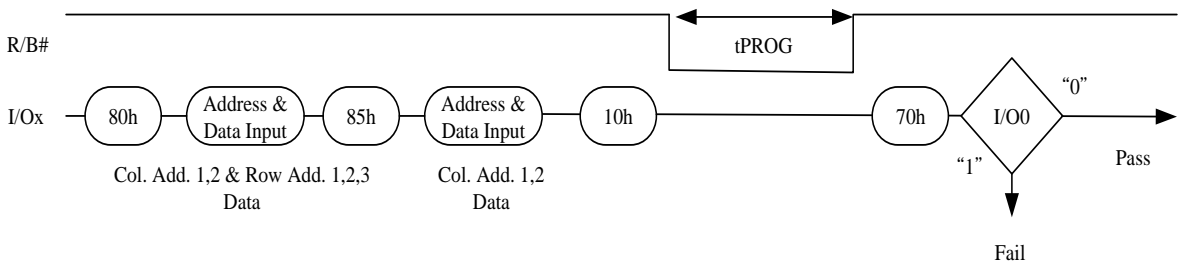 R/B#
tPROG
I/Ox
80h
Address &
Data Input
85h
Address &
Data Input
10h
70h
I/O0
“0”
“1”
Pass
Fail
Col. Add. 1,2 & Row Add. 1,2,3
Data
Col. Add. 1,2
Data